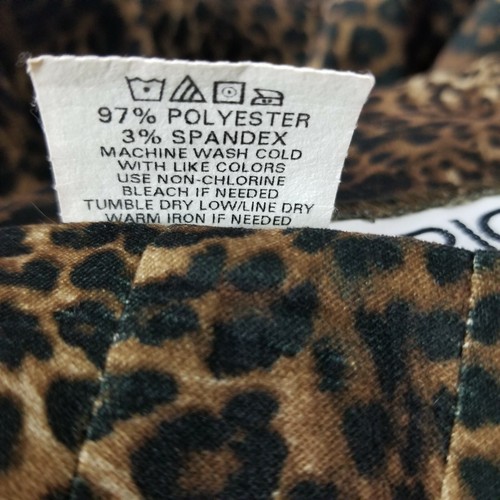 97% POLYESTER
3% SPANDEX
MACHINE WASH COLD
WITH LIKE COLORS
USE NON-CHLORINE
BLEACH IF NEEDED
TUMBLE DRY LOW/LINE DRY
WARM IRON IF NEEDED